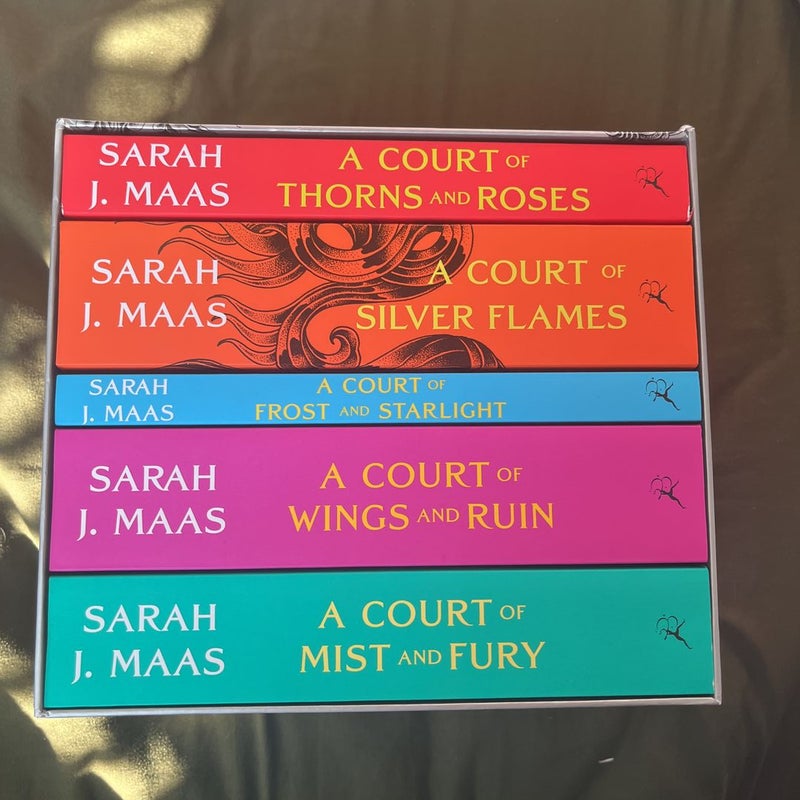 SARAH
J. MAAS
A COURT OF
THORNS AND ROSES
SARAH
J. MAAS
A COURT OF
SILVER FLAMES
SARAH
J. MAAS
A COURT OF
FROST AND STARLIGHT
SARAH
J. MAAS
A COURT OF
WINGS AND RUIN
SARAH
J. MAAS
A COURT OF
MIST AND FURY